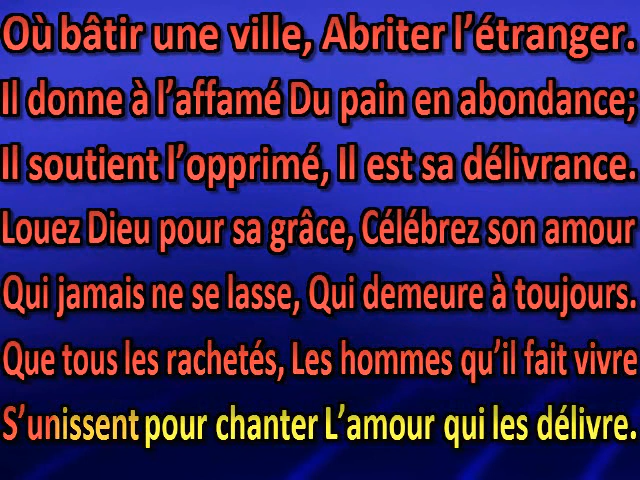 Où bâtir une ville, Abriter l’étranger.
Il donne à l’affamé Du pain en abondance;
Il soutient l’opprimé, Il est sa délivrance.
Louez Dieu pour sa grâce, Célébrez son amour
Qui jamais ne se lasse, Qui demeure à toujours.
Que tous les rachetés, Les hommes qu’il fait vivre
S’unissent pour chanter L’amour qui les délivre.